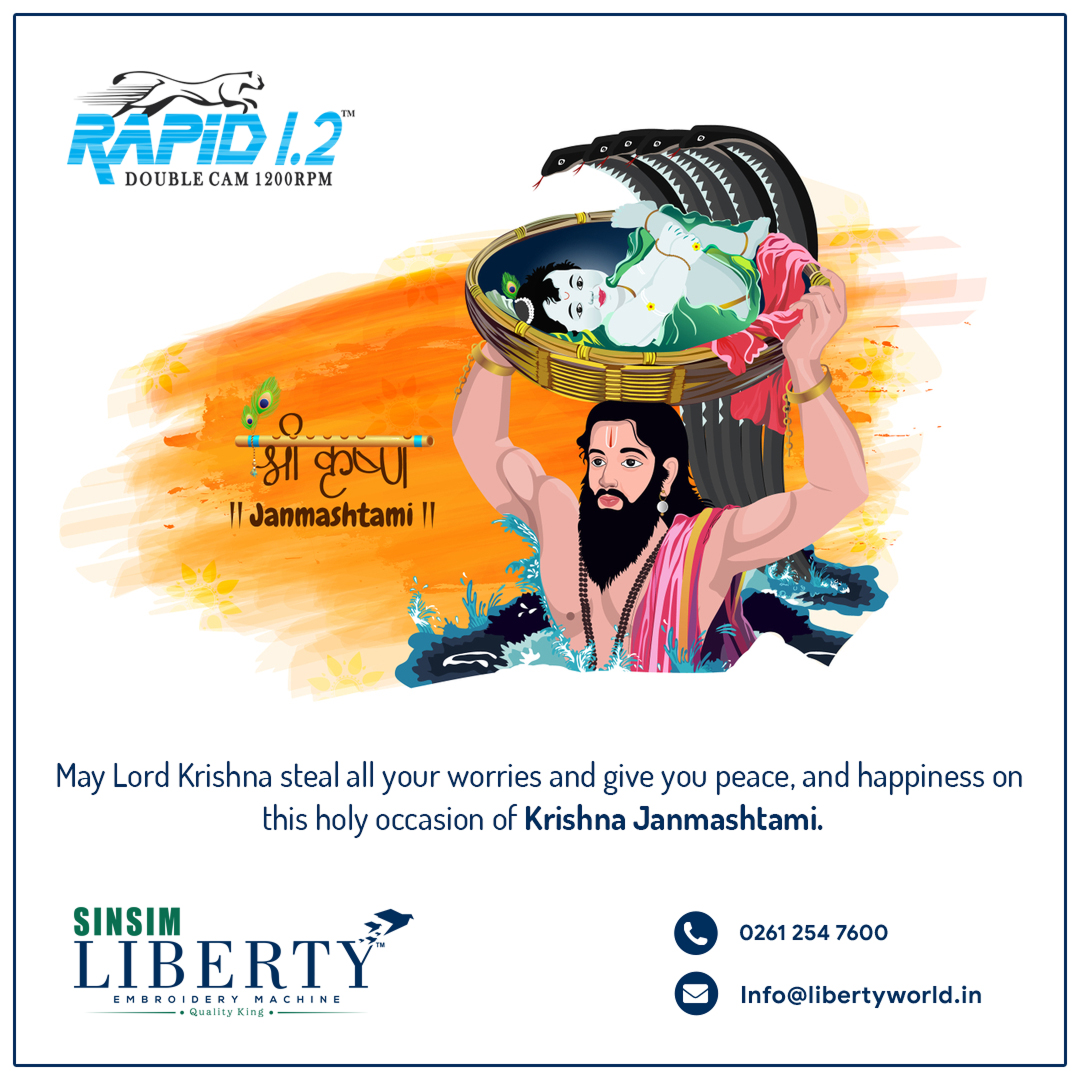 RAPID 1.2™
DOUBLE CAM 1200RPM
श्री कृष्ण
|| Janmashtami ||
May Lord Krishna steal all your worries and give you peace, and happiness on
this holy occasion of Krishna Janmashtami.
SINSIM
LIBERTY™
EMBROIDERY MACHINE
• Quality King •
0261 254 7600
Info@libertyworld.in